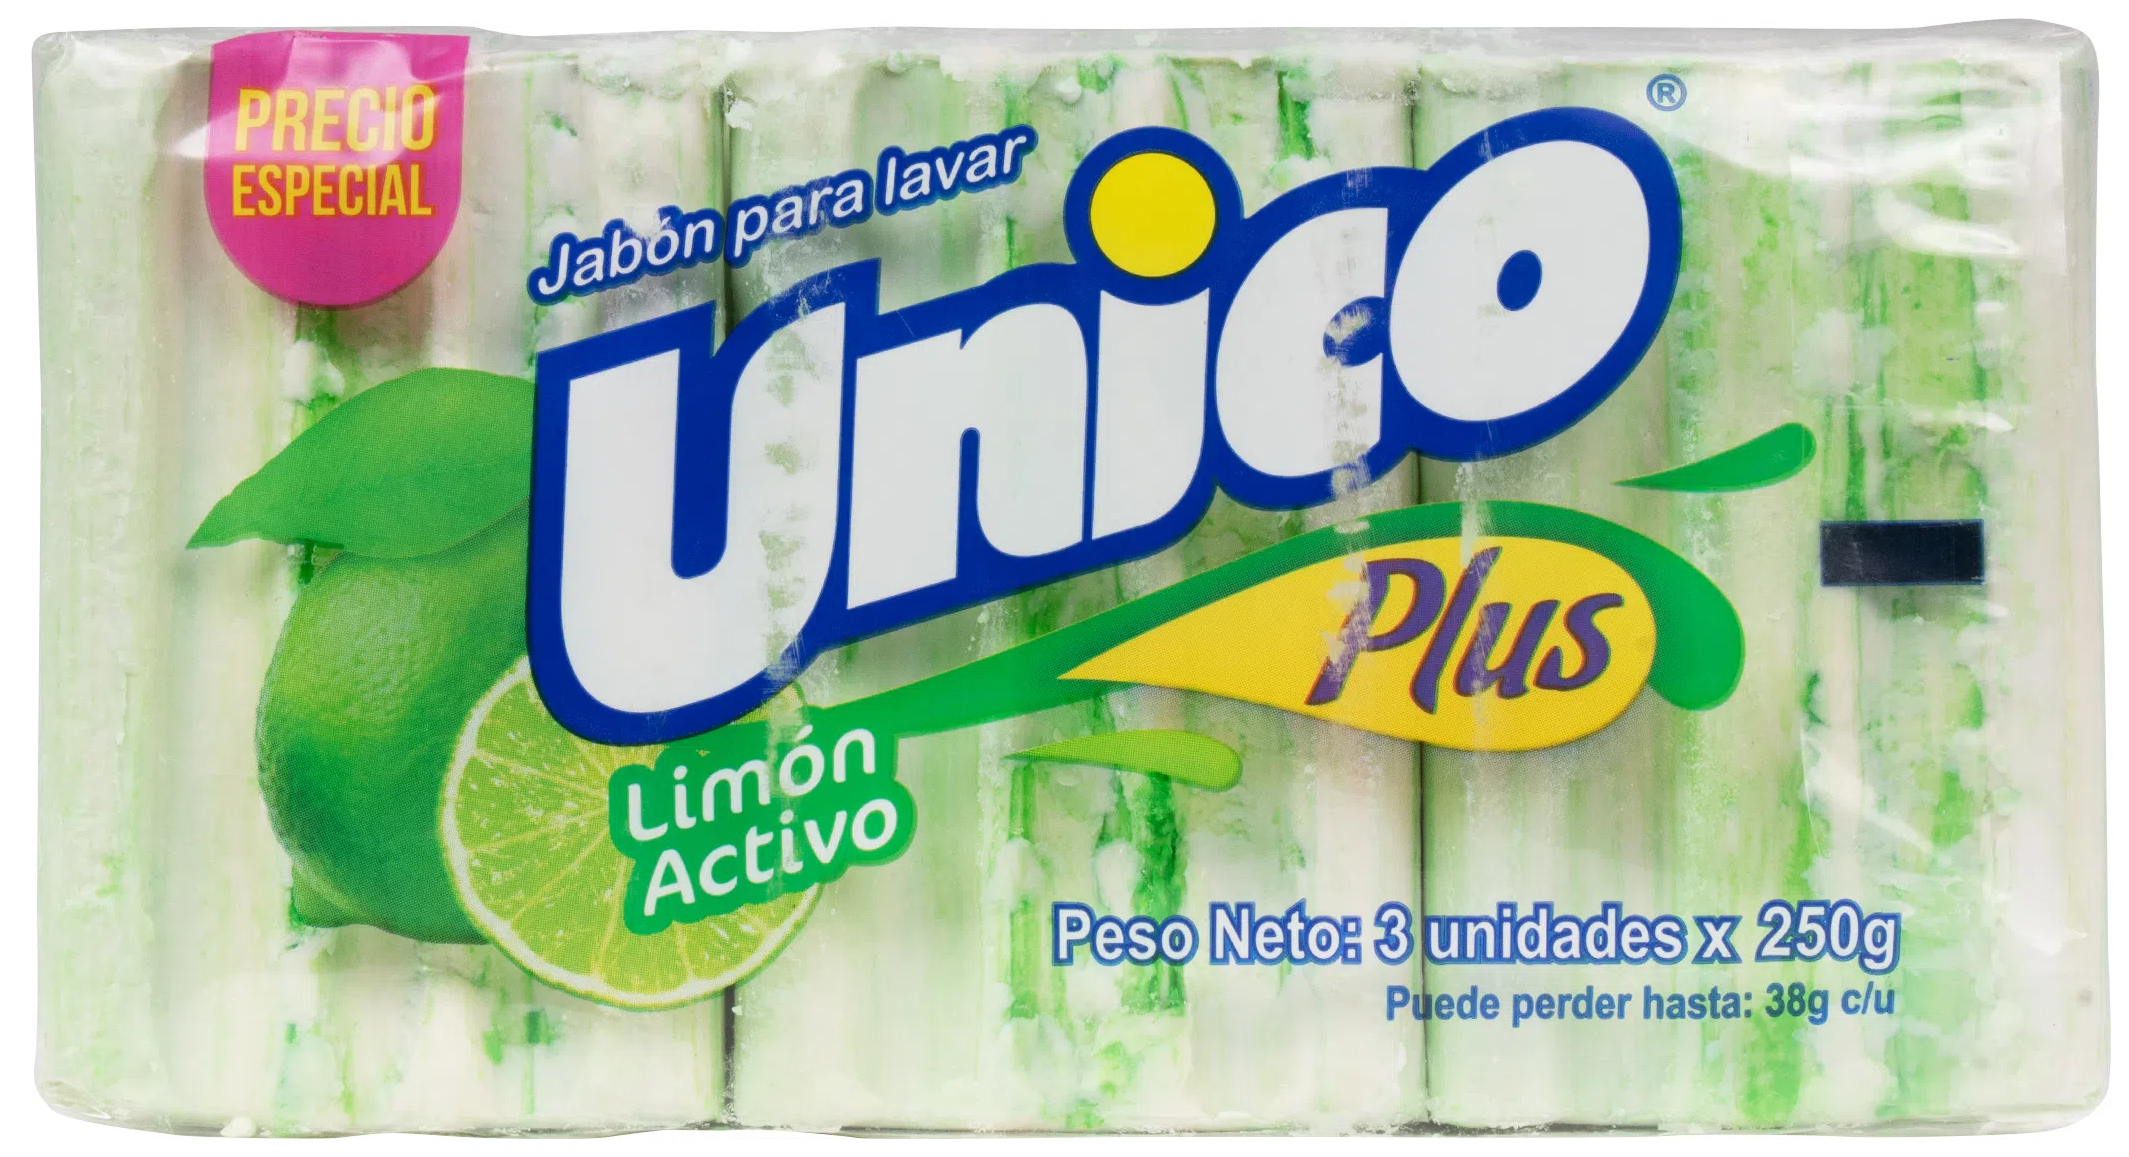 PRECIO
ESPECIAL
Jabón para lavar
Unico®
Plus
Limón
Activo
Peso Neto: 3 unidades x 250g
Puede perder hasta: 38g c/u